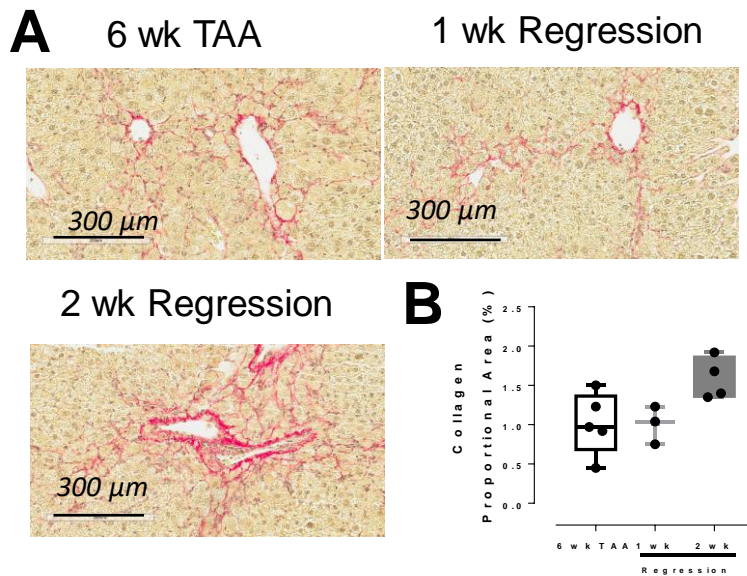 A
6 wk TAA
1 wk Regression
300 µm
300 µm
2 wk Regression
300 µm
B
Collagen
Proportional Area (%)
2.5
2.0
1.5
1.0
0.5
0.0
6 wk TAA 1 wk 2 wk
Regression